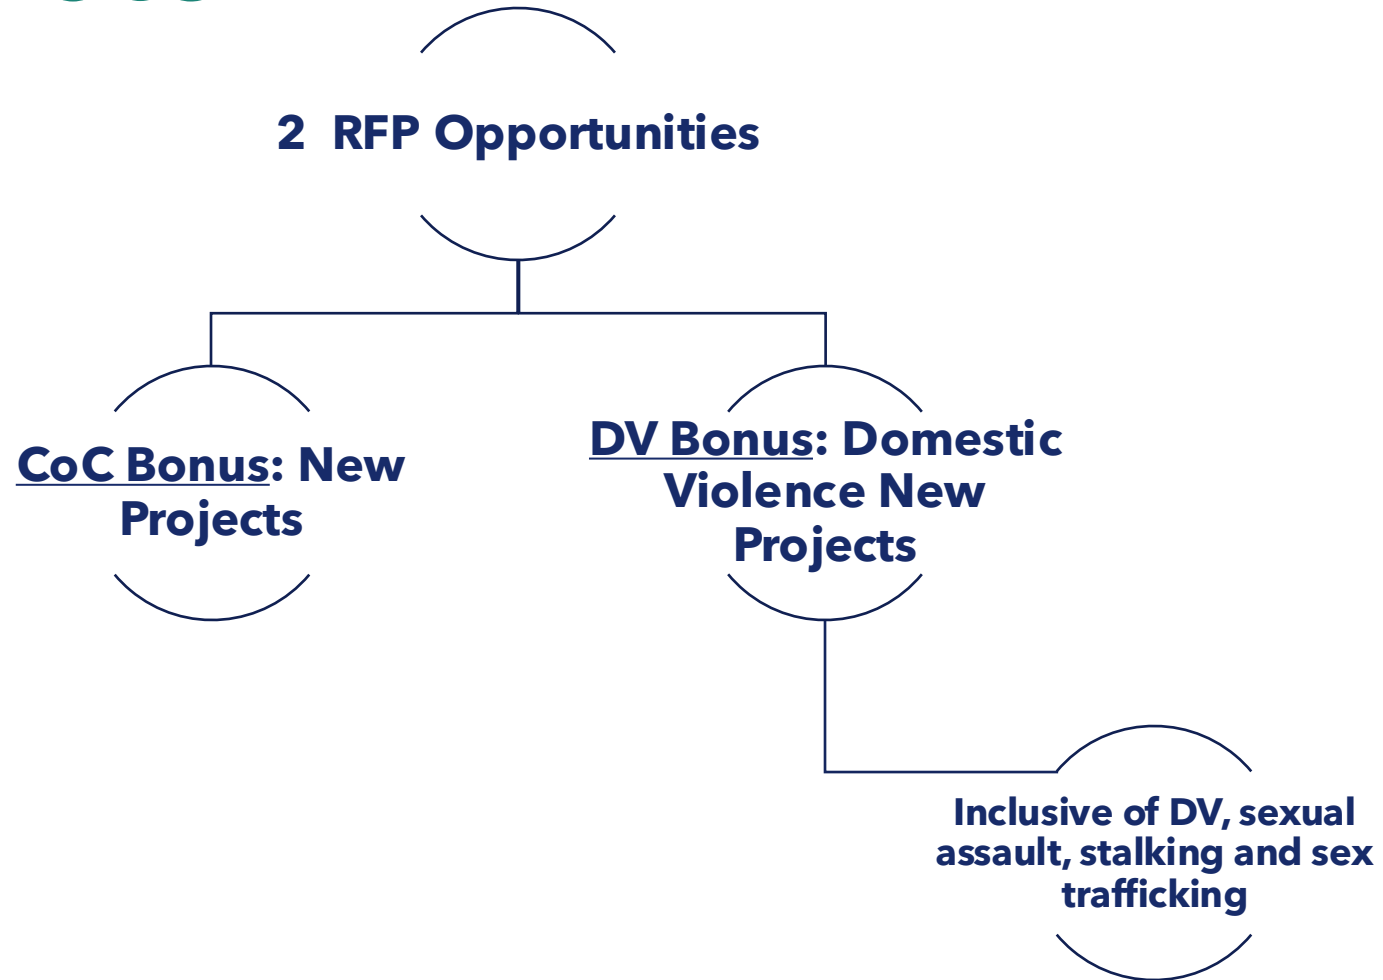 2 RFP Opportunities
CoC Bonus: New
Projects
DV Bonus: Domestic
Violence New
Projects
Inclusive of DV, sexual
assault, stalking and sex
trafficking